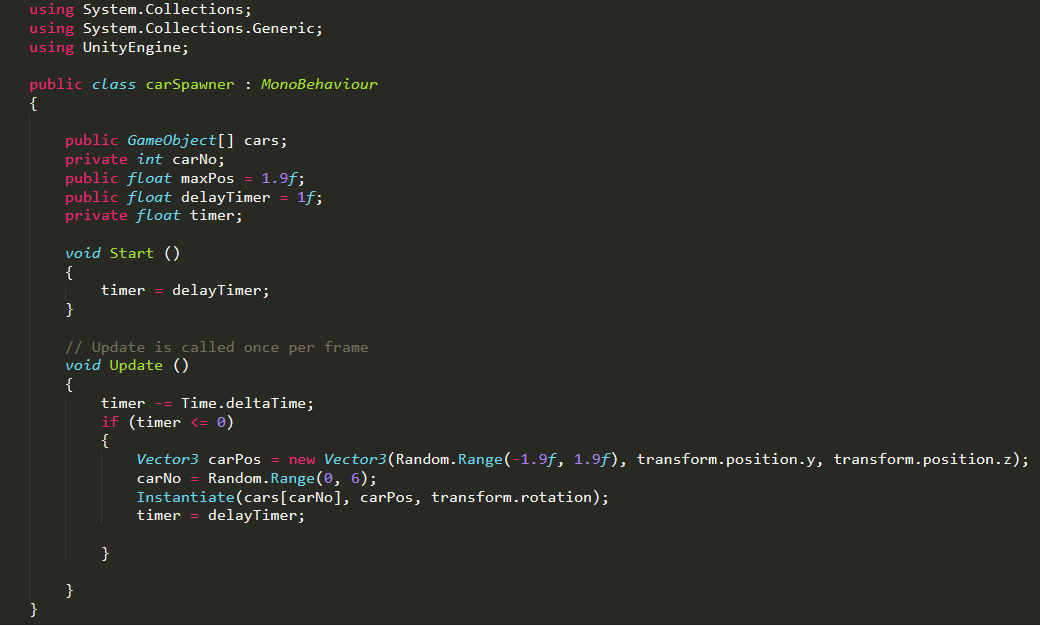 using System.Collections;
using System.Collections.Generic;
using UnityEngine;
public class carSpawner : MonoBehaviour
{
public GameObject[] cars;
private int carNo;
public float maxPos = 1.9f;
public float delayTimer = 1f;
private float timer;
void Start ()
{
timer = delayTimer;
}
// Update is called once per frame
void Update ()
{
timer -= Time.deltaTime;
if (timer <= 0)
{
Vector3 carPos = new Vector3(Random.Range(-1.9f, 1.9f), transform.position.y, transform.position.z);
carNo = Random.Range(0, 6);
Instantiate(cars[carNo], carPos, transform.rotation);
timer = delayTimer;
}
}
}